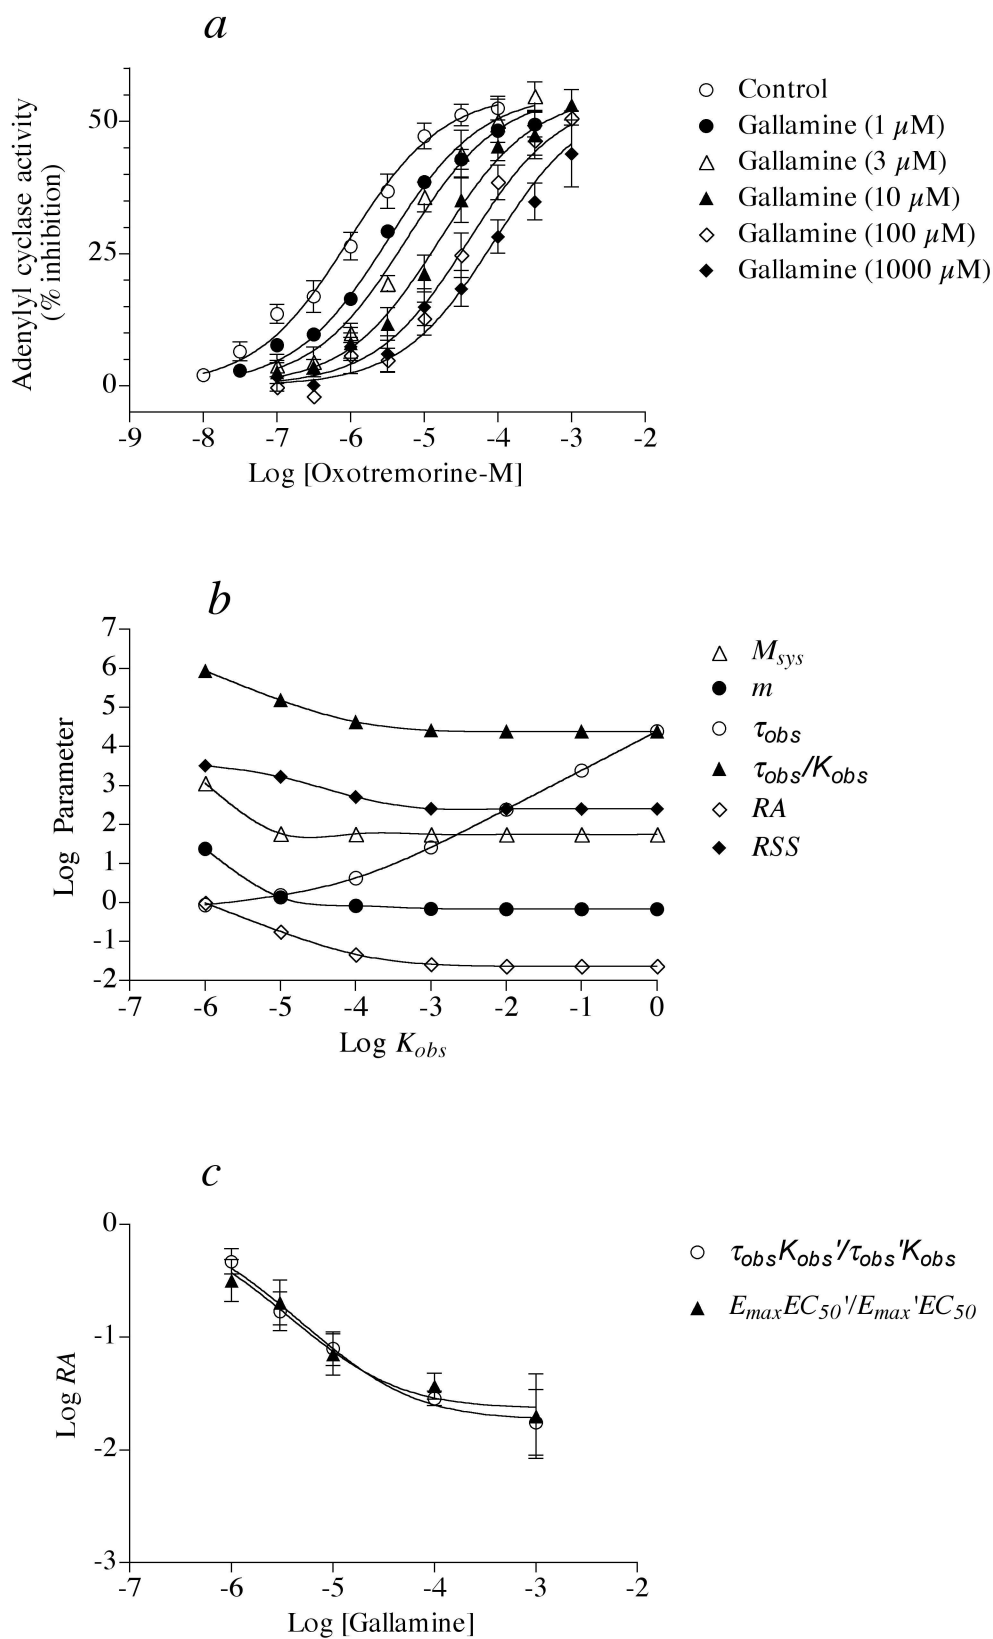 a
Adenylyl cyclase activity
(% inhibition)
50
25
0
-9 -8 -7 -6 -5 -4 -3 -2
Log [Oxotremorine-M]
Control
Gallamine (1 µM)
Gallamine (3 µM)
Gallamine (10 µM)
Gallamine (100 µM)
Gallamine (1000 µM)
b
Log Parameter
7
6
5
4
3
2
1
0
-1
-2
-7 -6 -5 -4 -3 -2 -1 0
Log Kobs
Msys
m
τobs
τobs/Kobs
RA
RSS
c
Log RA
0
-1
-2
-3
-7 -6 -5 -4 -3 -2
Log [Gallamine]
τobsKobs'/τobs'Kobs
EmaxEC50'/Emax'EC50